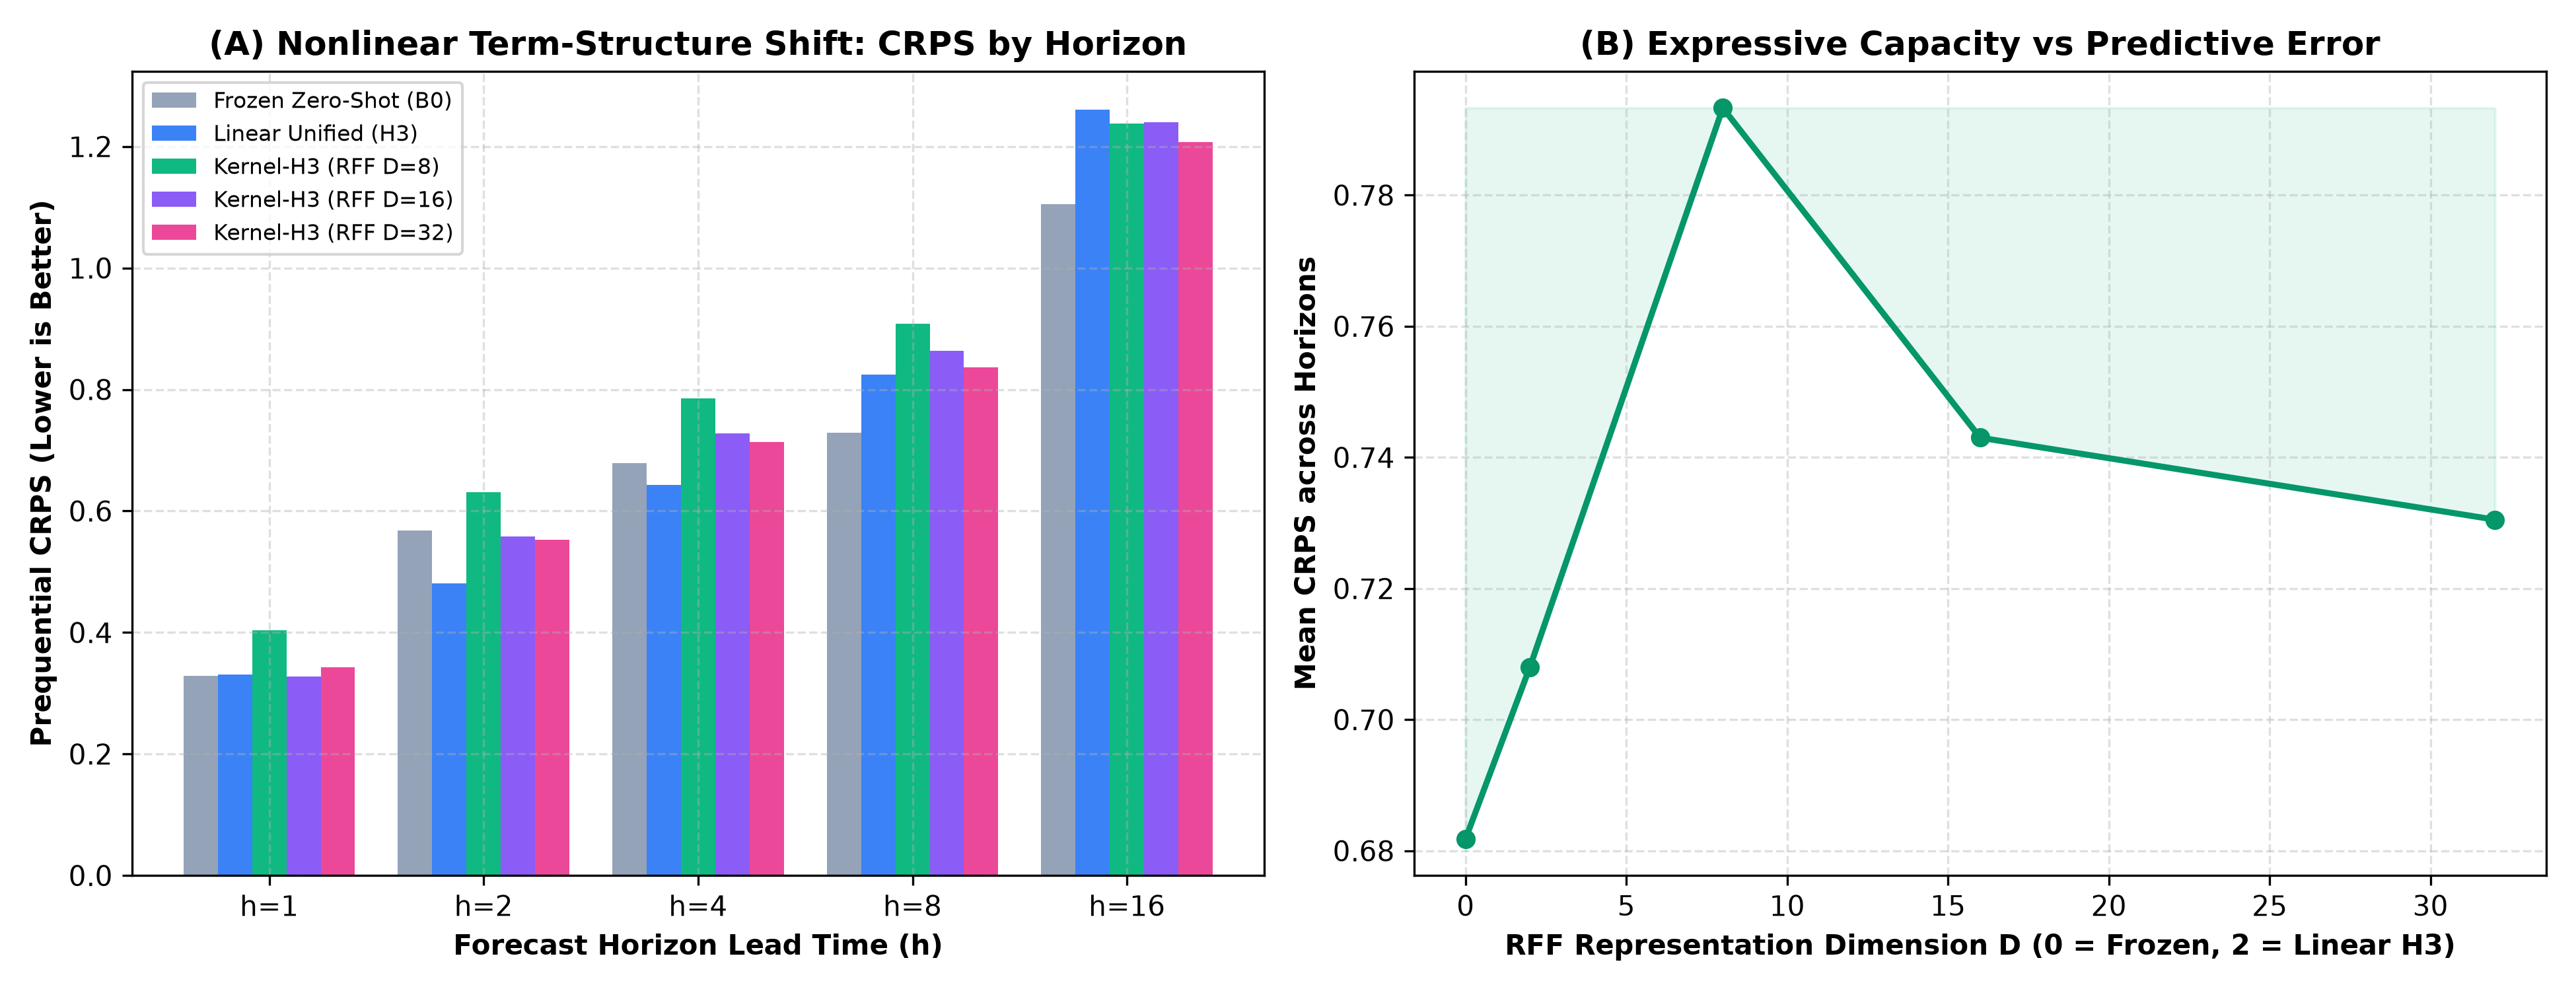 (A) Nonlinear Term-Structure Shift: CRPS by Horizon
Frozen Zero-Shot (B0)
Linear Unified (H3)
Kernel-H3 (RFF D=8)
Kernel-H3 (RFF D=16)
Kernel-H3 (RFF D=32)
Prequential CRPS (Lower is Better)
1.2
1.0
0.8
0.6
0.4
0.2
0.0
h=1 h=2 h=4 h=8 h=16
Forecast Horizon Lead Time (h)
(B) Expressive Capacity vs Predictive Error
Mean CRPS across Horizons
0.78
0.76
0.74
0.72
0.70
0.68
0 5 10 15 20 25 30
RFF Representation Dimension D (0 = Frozen, 2 = Linear H3)